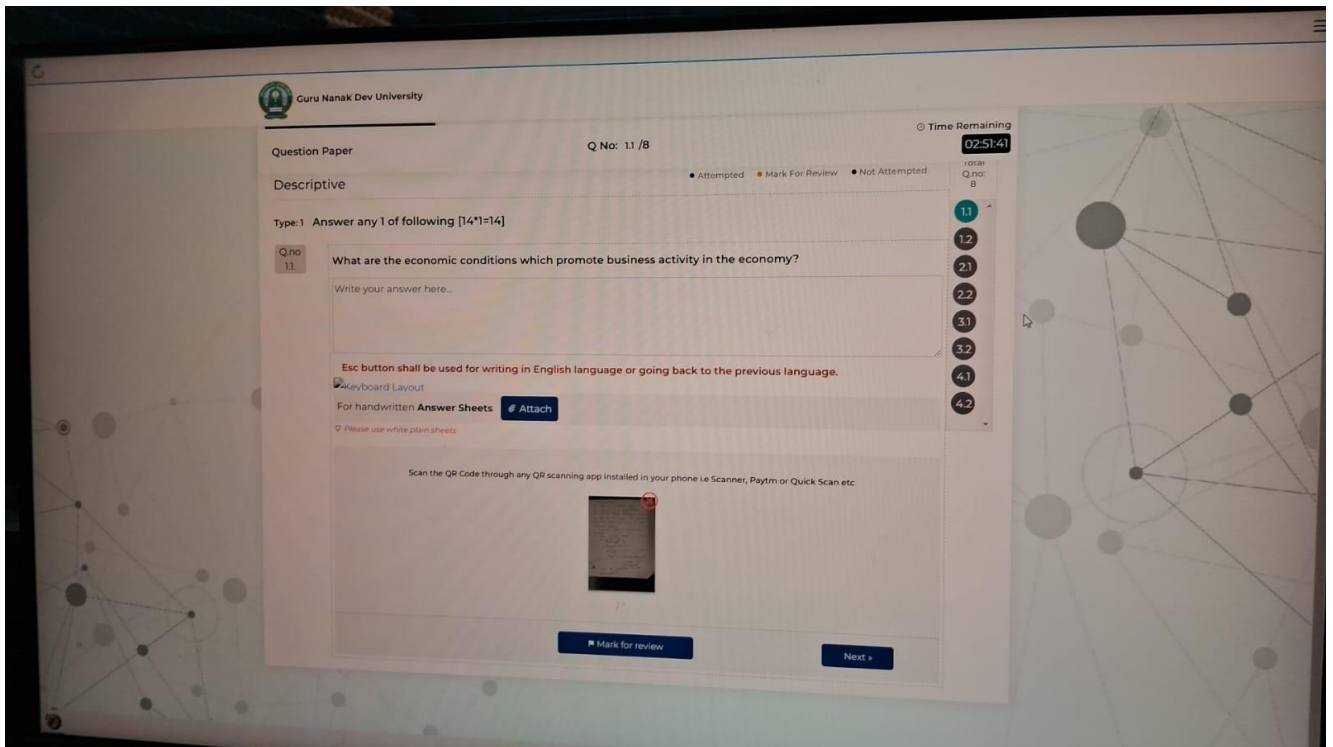 Guru Nanak Dev University
Time Remaining
02:51:41
Question Paper
Q No: 1.1 /8
Descriptive
Attempted
Mark For Review
Not Attempted
Total
Q.no:
8
Type: 1 Answer any 1 of following [14*1=14]
Q.no
1.1.
What are the economic conditions which promote business activity in the economy?
Write your answer here...
1.1
1.2
2.1
2.2
3.1
3.2
4.1
4.2
Esc button shall be used for writing in English language or going back to the previous language.
Keyboard Layout
For handwritten Answer Sheets
Attach
Please use white plain sheets
Scan the QR Code through any QR scanning app installed in your phone i.e Scanner, Paytm or Quick Scan etc
Mark for review
Next »